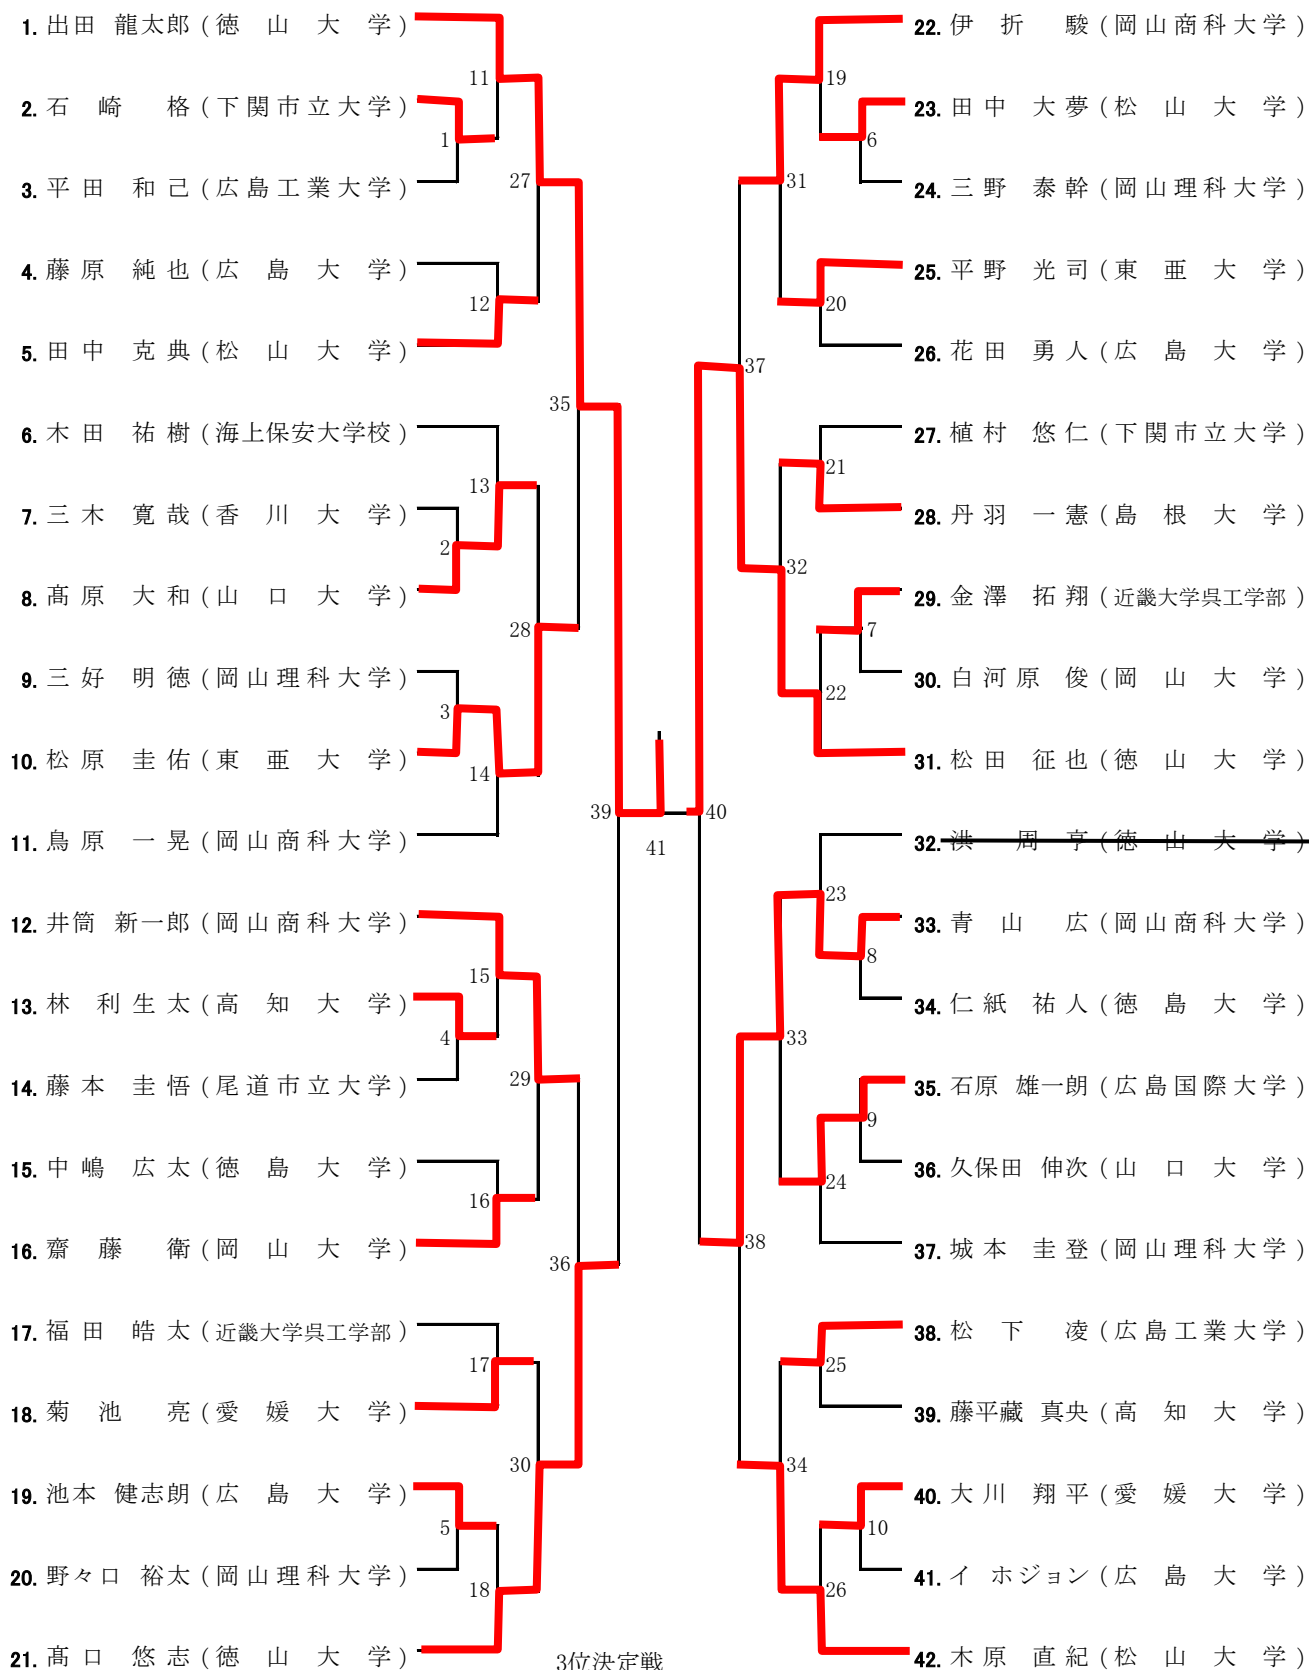 1. 出田 龍太郎 (徳山大学)
2. 石崎 格 (下関市立大学)
3. 平田 和己 (広島工業大学)
4. 藤原 純也 (広島大学)
5. 田中 克典 (松山大学)
6. 木田 祐樹 (海上保安大学校)
7. 三木 寛哉 (香川大学)
8. 髙原 大和 (山口大学)
9. 三好 明徳 (岡山理科大学)
10. 松原 圭佑 (東亜大学)
11. 鳥原 一晃 (岡山商科大学)
12. 井筒 新一郎 (岡山商科大学)
13. 林 利生太 (高知大学)
14. 藤本 圭悟 (尾道市立大学)
15. 中嶋 広太 (徳島大学)
16. 齋藤 衛 (岡山大学)
17. 福田 皓太 (近畿大学呉工学部)
18. 菊池 亮 (愛媛大学)
19. 池本 健志朗 (広島大学)
20. 野々口 裕太 (岡山理科大学)
21. 髙口 悠志 (徳山大学)
1
2
3
4
5
11
12
13
14
15
16
17
18
27
28
29
30
35
36
39
41
40
37
38
31
32
33
34
19
20
21
22
23
24
25
26
6
7
8
9
10
22. 伊折 駿 (岡山商科大学)
23. 田中 大夢 (松山大学)
24. 三野 泰幹 (岡山理科大学)
25. 平野 光司 (東亜大学)
26. 花田 勇人 (広島大学)
27. 植村 悠仁 (下関市立大学)
28. 丹羽 一憲 (島根大学)
29. 金澤 拓翔 (近畿大学呉工学部)
30. 白河原 俊 (岡山大学)
31. 松田 征也 (徳山大学)
32. 洪 周亨 (徳山大学)
33. 青山 広 (岡山商科大学)
34. 仁紙 祐人 (徳島大学)
35. 石原 雄一朗 (広島国際大学)
36. 久保田 伸次 (山口大学)
37. 城本 圭登 (岡山理科大学)
38. 松下 凌 (広島工業大学)
39. 藤平蔵 真央 (高知大学)
40. 大川 翔平 (愛媛大学)
41. イ ホジョン (広島大学)
42. 木原 直紀 (松山大学)
3位決定戦